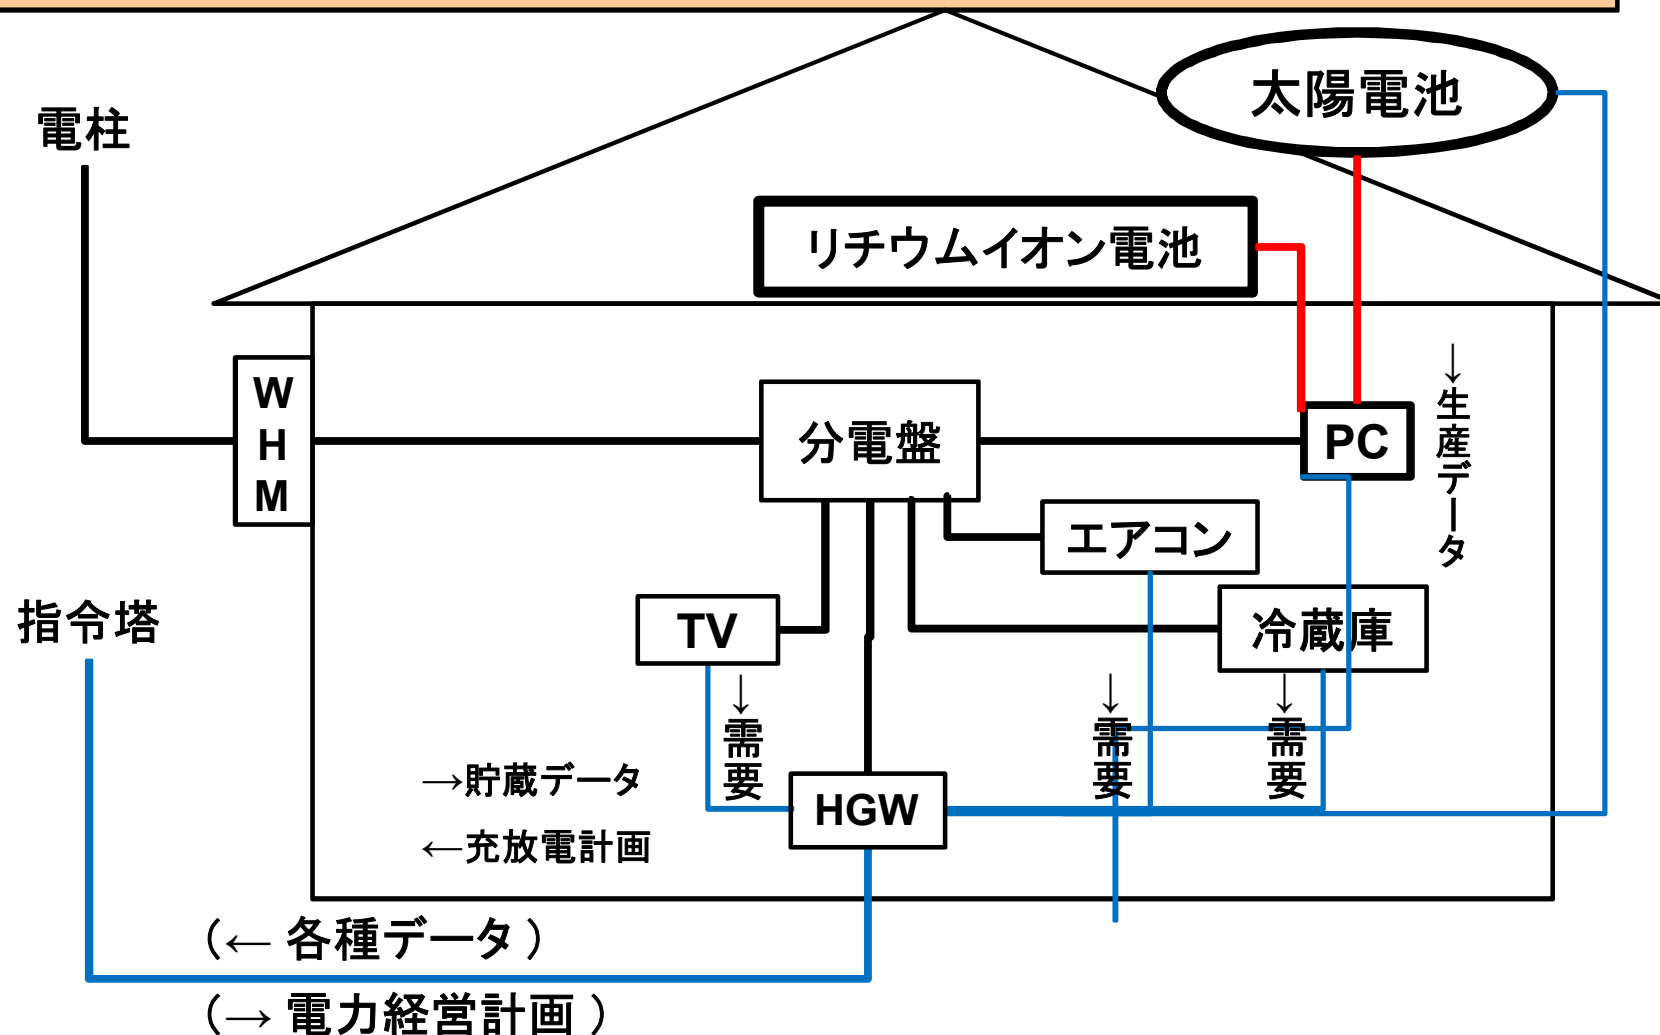 太陽電池
電柱
リチウムイオン電池
WHM
分電盤
PC
↓生産データ
エアコン
指令塔
TV
冷蔵庫
↓需要
↓需要
↓需要
→貯蔵データ
HGW
←充放電計画
(← 各種データ)
(→ 電力経営計画)